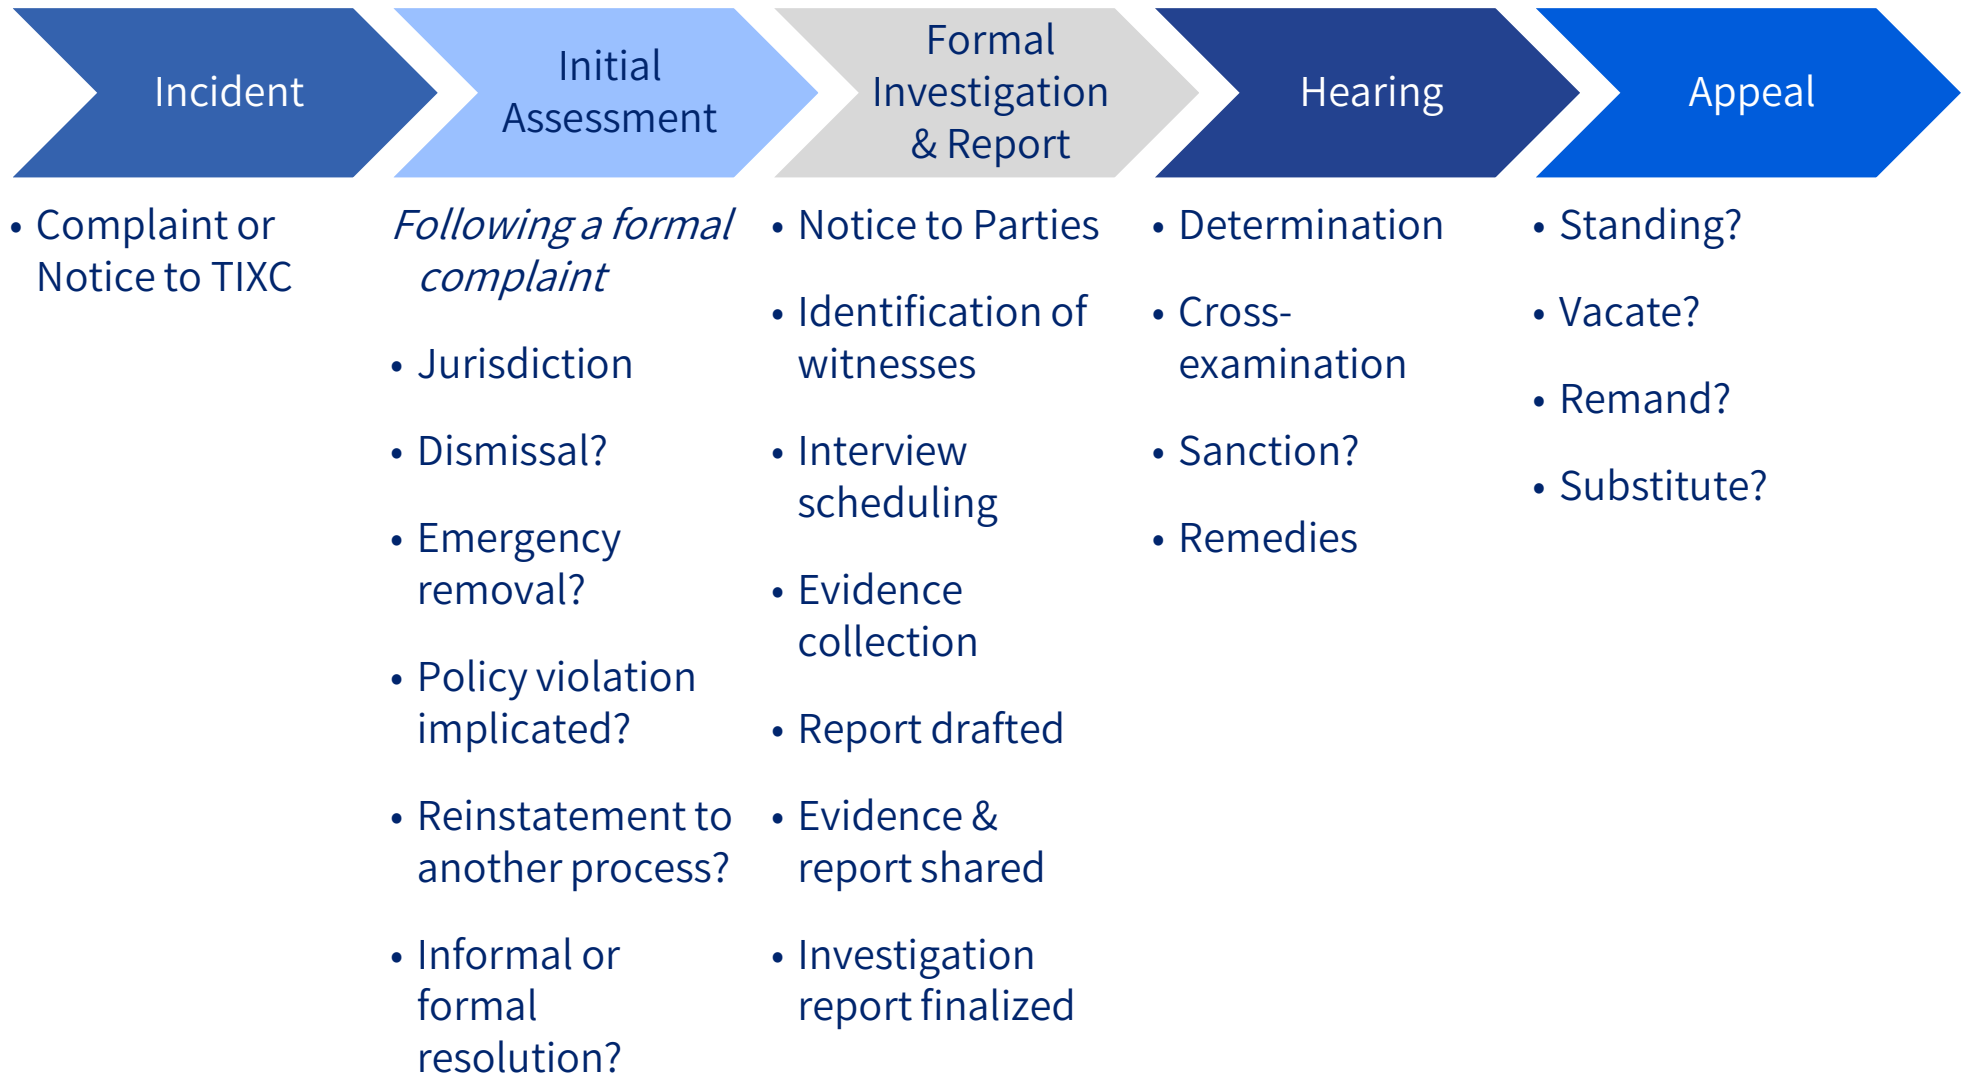 Incident
Initial
Assessment
Formal
Investigation
& Report
Hearing
Appeal
• Complaint or
Notice to TIXC
Following a formal
complaint
• Jurisdiction
• Dismissal?
• Emergency
removal?
• Policy violation
implicated?
• Reinstatement to
another process?
• Informal or
formal
resolution?
• Notice to Parties
• Identification of
witnesses
• Interview
scheduling
• Evidence
collection
• Report drafted
• Evidence &
report shared
• Investigation
report finalized
• Determination
• Cross-
examination
• Sanction?
• Remedies
• Standing?
• Vacate?
• Remand?
• Substitute?